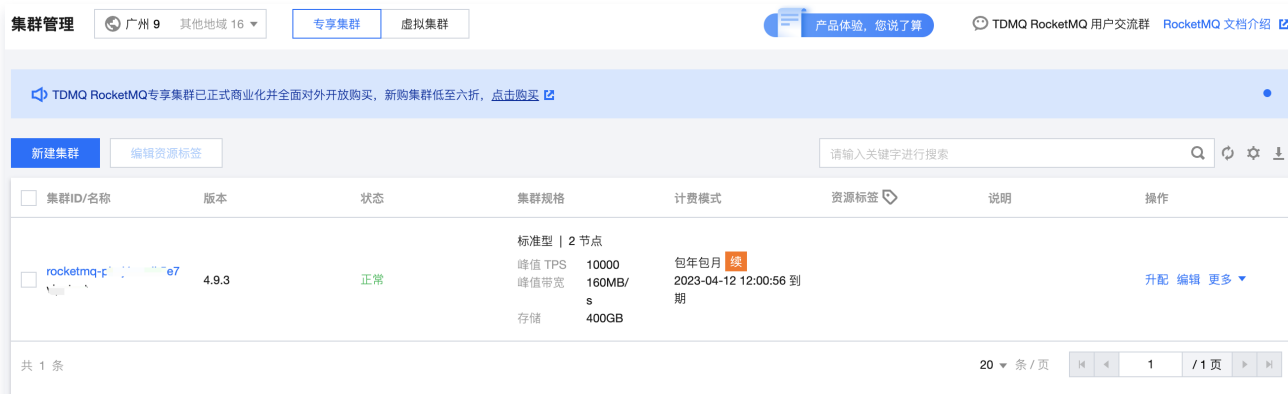 集群管理 广州 9 其他地域 16 专享集群 虚拟集群 产品体验，您说了算 TDMQ RocketMQ 用户交流群 RocketMQ 文档介绍
TDMQ RocketMQ专享集群已正式商业化并全面对外开放购买，新购集群低至六折，点击购买
新建集群 编辑资源标签 请输入关键字进行搜索
集群ID/名称 版本 状态 集群规格 计费模式 资源标签 说明 操作
标准型 | 2 节点
峰值 TPS 10000
峰值带宽 160MB/
s
存储 400GB
rocketmq-p
e7
4.9.3
正常
包年包月 续
2023-04-12 12:00:56 到
期
升配 编辑 更多
共 1 条 20 条 / 页 1 / 1 页